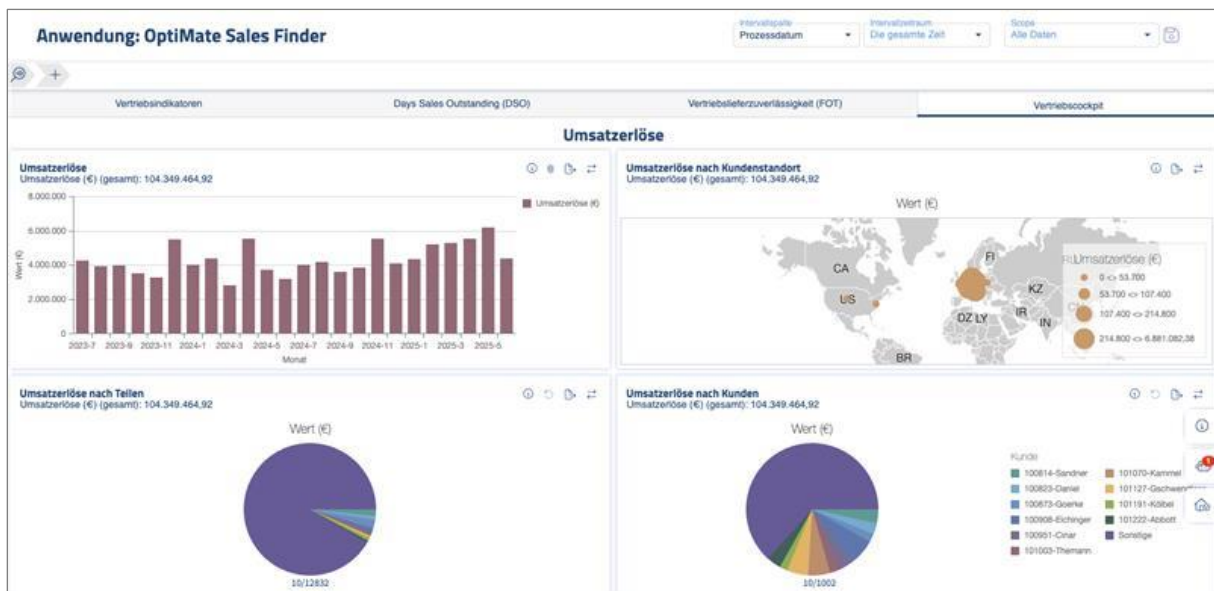 Anwendung: OptiMate Sales Finder
Intervallspalte
Prozessdatum
Intervallzeitraum
Die gesamte Zeit
Scope
Alle Daten
Vertriebsindikatoren
Days Sales Outstanding (DSO)
Vertriebslieferzuverlässigkeit (FOT)
Vertriebscockpit
Umsatzerlöse
Umsatzerlöse
Umsatzerlöse (€) (gesamt): 104.349.464,92
8.000.000
6.000.000
4.000.000
2.000.000
0
Wert (€)
2023-7 2023-9 2023-11 2024-1 2024-3 2024-5 2024-7 2024-9 2024-11 2025-1 2025-3 2025-5
Monat
Umsatzerlöse (€)
Umsatzerlöse nach Kundenstandort
Umsatzerlöse (€) (gesamt): 104.349.464,92
Wert (€)
CA
US
BR
FI
DZ LY
IR
KZ
IN
Umsatzerlöse (€)
0 <> 53.700
53.700 <> 107.400
107.400 <> 214.800
214.800 <> 6.881.082,38
Umsatzerlöse nach Teilen
Umsatzerlöse (€) (gesamt): 104.349.464,92
Wert (€)
10/12832
Umsatzerlöse nach Kunden
Umsatzerlöse (€) (gesamt): 104.349.464,92
Wert (€)
10/1002
Kunde
100814-Sandner
100823-Daniel
100873-Goerke
100908-Eichinger
100951-Cinar
101003-Themann
101070-Kammel
101191-Kölbel
101222-Abbott
Sonstige
1